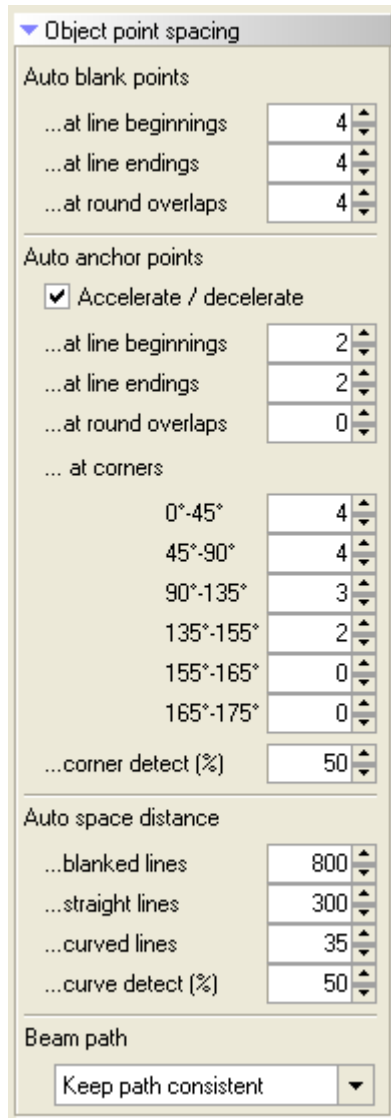 Object point spacing
Auto blank points
...at line beginnings 4
...at line endings 4
...at round overlaps 4
Auto anchor points
Accelerate / decelerate
...at line beginnings 2
...at line endings 2
...at round overlaps 0
... at corners
0°-45° 4
45°-90° 4
90°-135° 3
135°-155° 2
155°-165° 0
165°-175° 0
...corner detect (%) 50
Auto space distance
...blanked lines 800
...straight lines 300
...curved lines 35
...curve detect (%) 50
Beam path
Keep path consistent